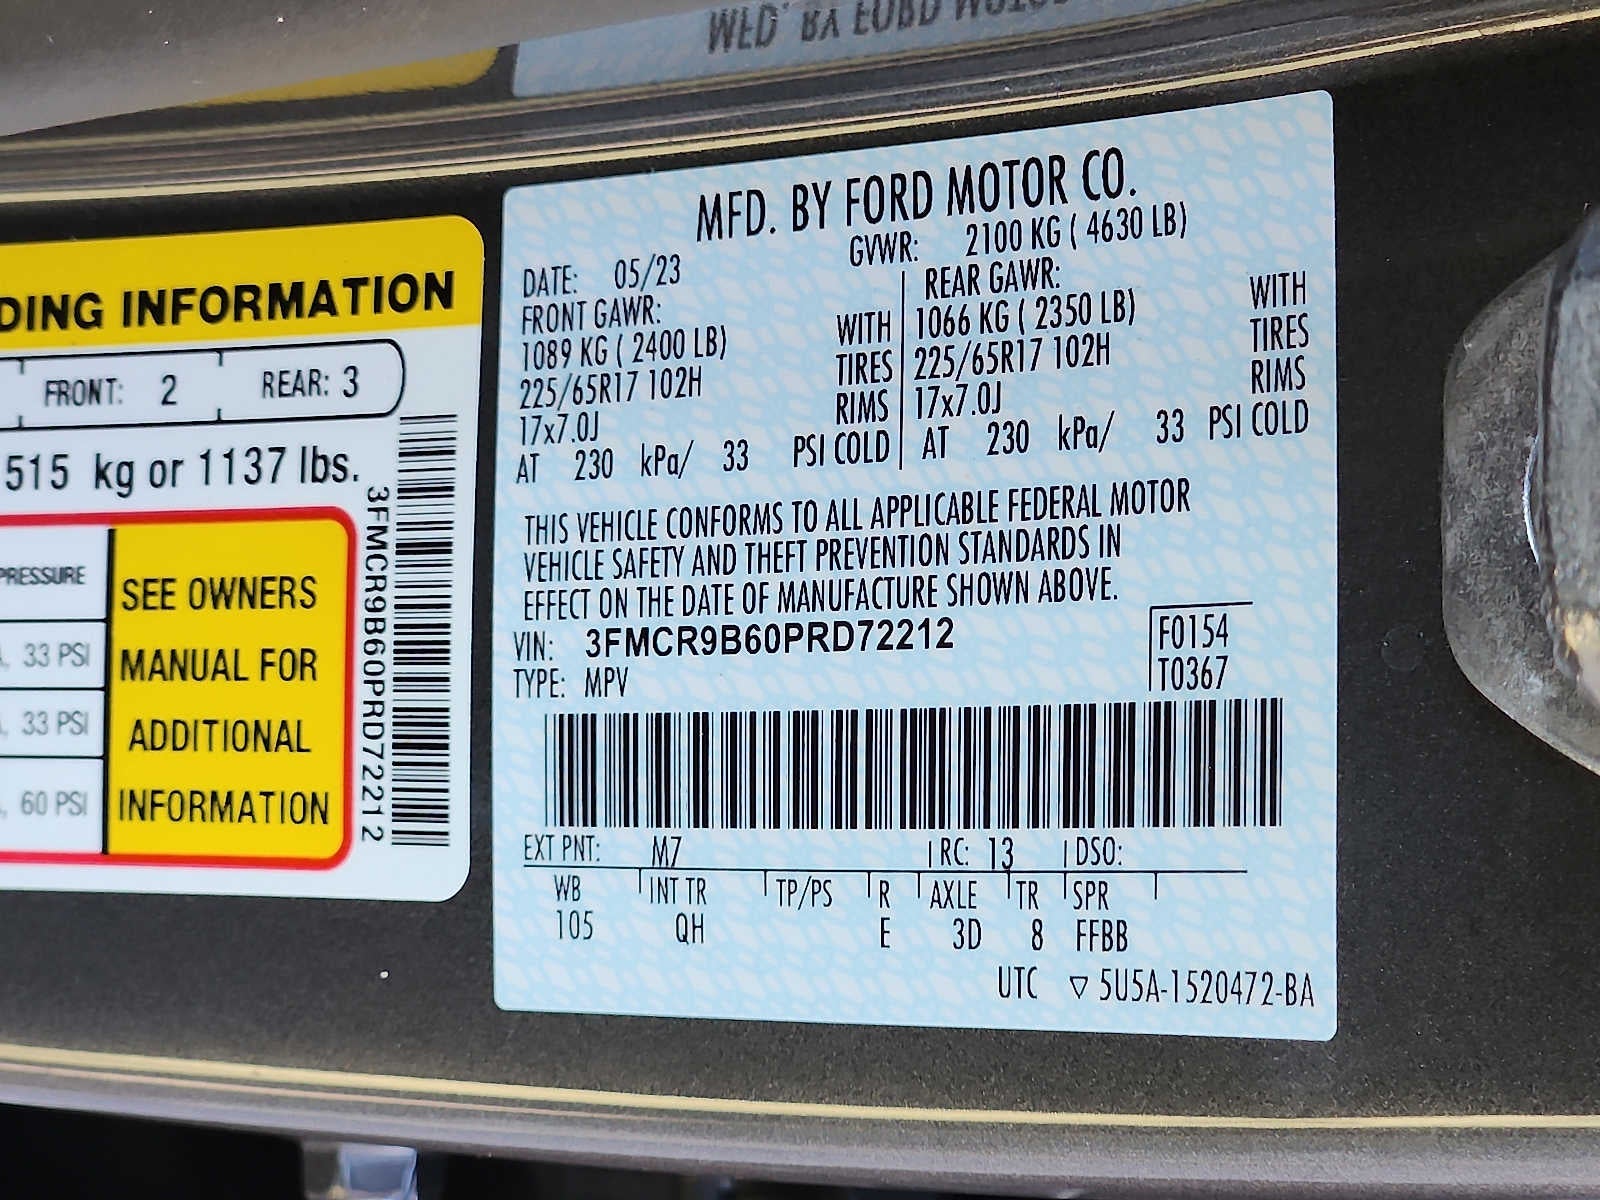 MFD. BY FORD MOTOR CO.
DING INFORMATION
FRONT: 2 REAR: 3
515 kg or 1137 lbs.
PRESSURE
33 PSI
33 PSI
60 PSI
SEE OWNERS
MANUAL FOR
ADDITIONAL
INFORMATION
3FMCR9B60PRD72212
MFD. BY FORD MOTOR CO.
DATE: 05/23 GVWR: 2100 KG ( 4630 LB)
FRONT GAWR:
1089 KG ( 2400 LB) WITH
225/65R17 102H TIRES
17x7.0J RIMS
AT 230 kPa/ 33 PSI COLD
REAR GAWR: WITH
1066 KG ( 2350 LB) TIRES
225/65R17 102H RIMS
17x7.0J
AT 230 kPa/ 33 PSI COLD
THIS VEHICLE CONFORMS TO ALL APPLICABLE FEDERAL MOTOR
VEHICLE SAFETY AND THEFT PREVENTION STANDARDS IN
EFFECT ON THE DATE OF MANUFACTURE SHOWN ABOVE.
VIN: 3FMCR9B60PRD72212
TYPE: MPV
F0154
T0367
EXT PNT: M7 RC: 13 DSO:
WB INT TR TP/PS R AXLE TR SPR
105 QH E 3D 8 FFBB
UTC ▽ 5U5A-1520472-BA